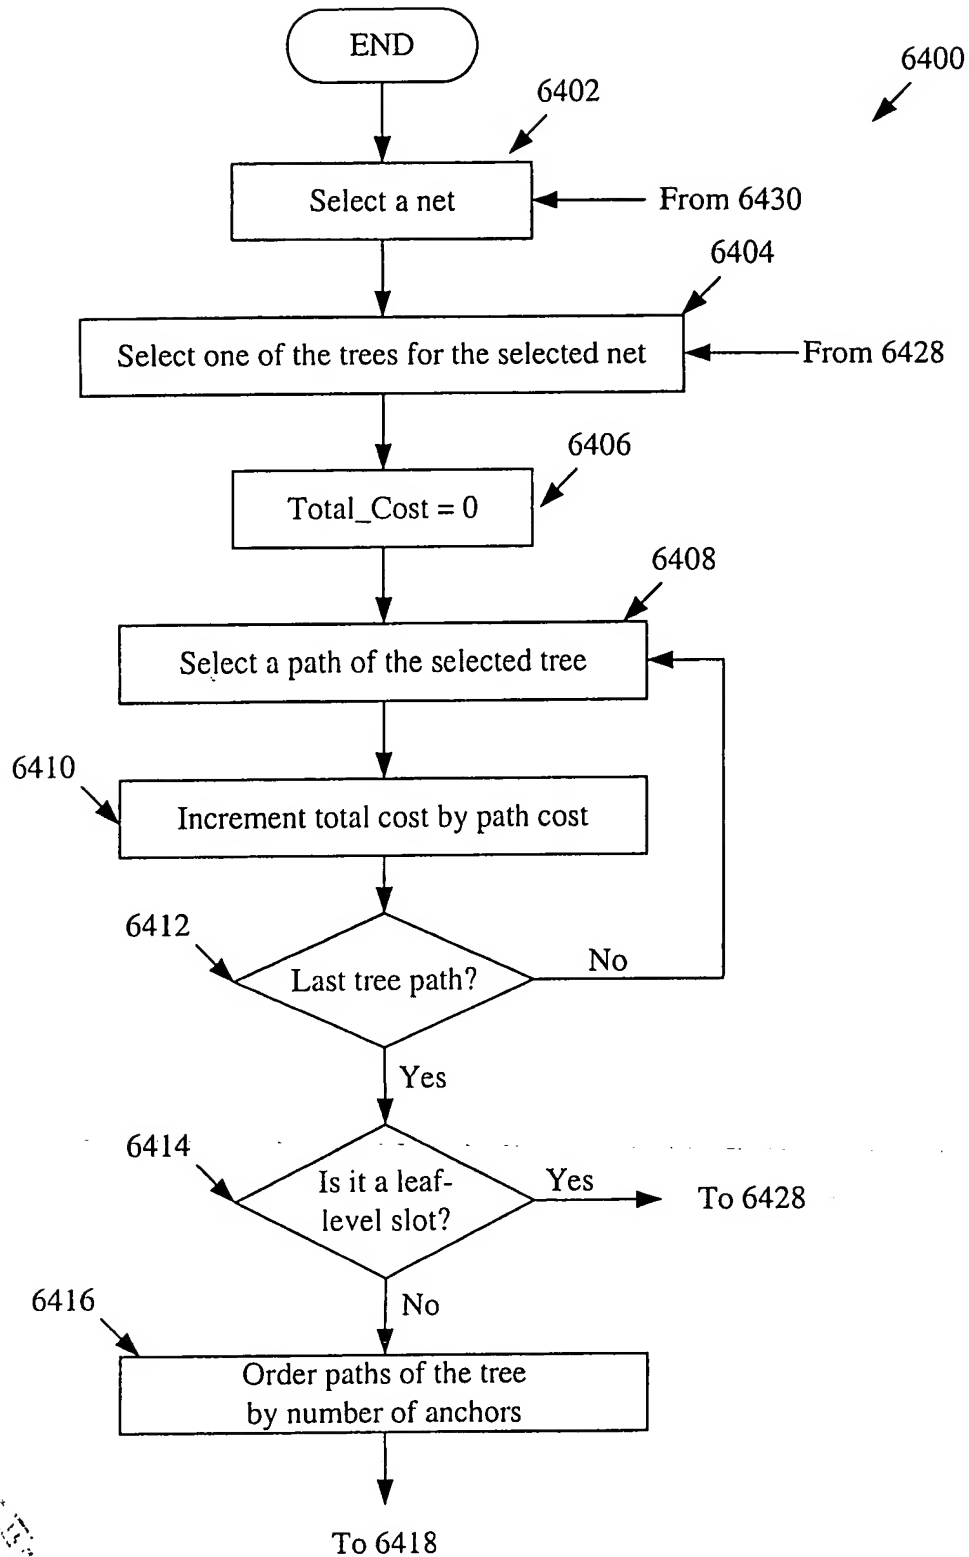 END
6400
6402
Select a net
From 6430
6404
Select one of the trees for the selected net
From 6428
6406
Total_Cost = 0
6408
Select a path of the selected tree
6410
Increment total cost by path cost
6412
Last tree path?
No
Yes
6414
Is it a leaf-
level slot?
Yes
To 6428
No
6416
Order paths of the tree
by number of anchors
To 6418